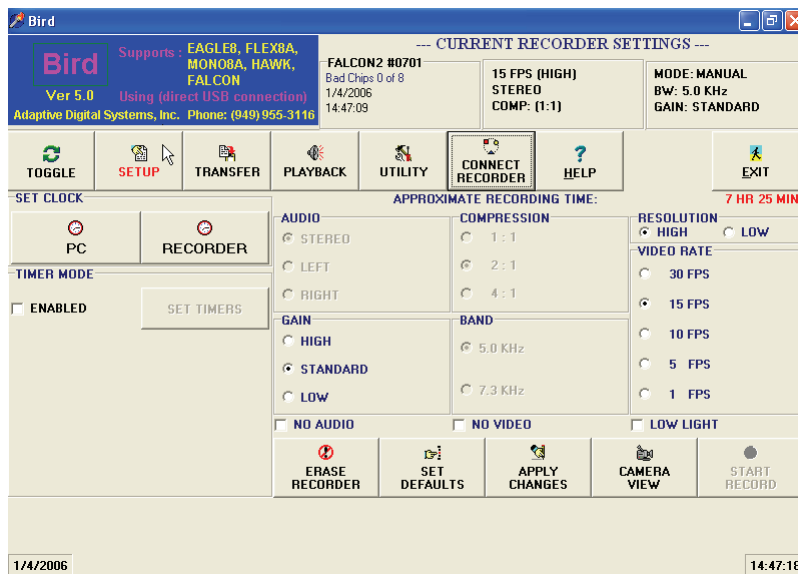 Bird
Bird
Ver 5.0
Supports : EAGLE8, FLEX8A,
MONO8A, HAWK,
FALCON
Using (direct USB connection)
Adaptive Digital Systems, Inc. Phone: (949) 955-3116
--- CURRENT RECORDER SETTINGS ---
FALCON2 #0701
Bad Chips 0 of 8
1/4/2006
14:47:09
15 FPS (HIGH)
STEREO
COMP: (1:1)
MODE: MANUAL
BW: 5.0 KHz
GAIN: STANDARD
TOGGLE
SETUP
TRANSFER
PLAYBACK
UTILITY
CONNECT
RECORDER
HELP
EXIT
SET CLOCK
PC
RECORDER
TIMER MODE
ENABLED
SET TIMERS
APPROXIMATE RECORDING TIME:
7 HR 25 MIN
AUDIO
STEREO
LEFT
RIGHT
COMPRESSION
1 : 1
2 : 1
4 : 1
RESOLUTION
HIGH
LOW
VIDEO RATE
30 FPS
15 FPS
10 FPS
5 FPS
1 FPS
GAIN
HIGH
STANDARD
LOW
BAND
5.0 KHz
7.3 KHz
NO AUDIO
NO VIDEO
LOW LIGHT
ERASE
RECORDER
SET
DEFAULTS
APPLY
CHANGES
CAMERA
VIEW
START
RECORD
1/4/2006
14:47:18